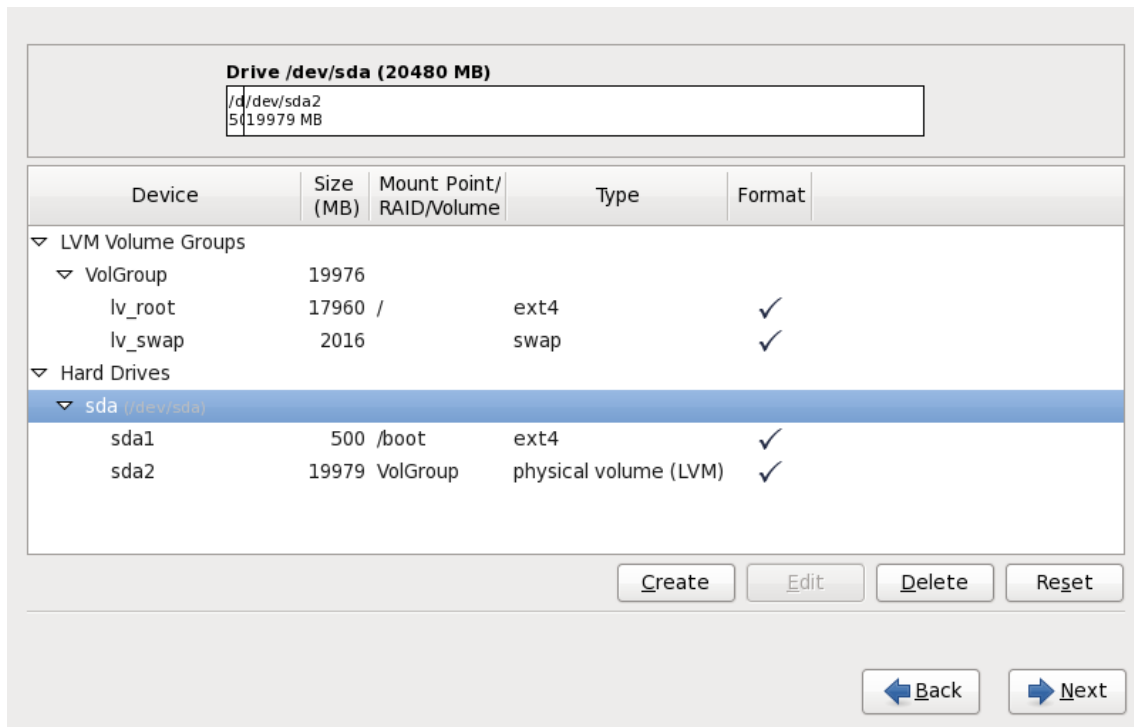 Drive /dev/sda (20480 MB)
/d/dev/sda2
50 19979 MB
Device Size (MB) Mount Point/ RAID/Volume Type Format
LVM Volume Groups
VolGroup 19976
lv_root 17960 / ext4
lv_swap 2016 swap
Hard Drives
sda (/dev/sda)
sda1 500 /boot ext4
sda2 19979 VolGroup physical volume (LVM)
Create Edit Delete Reset
Back Next